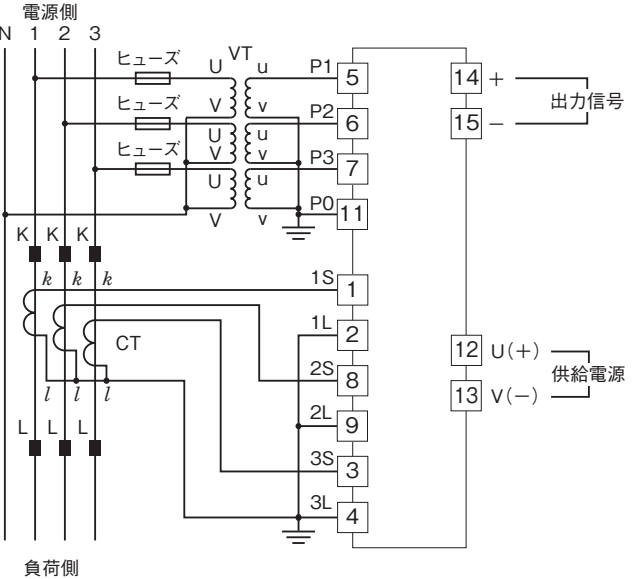 電源側
N 1 2 3
ヒューズ U VT u P1 5 14 +
出力信号
V v
ヒューズ P2 6 15 −
U u
V v
ヒューズ P3 7
U u
V v P0 11
K K K
k k k 1S 1
CT 1L 2
12 U(+)
供給電源
2S 8
13 V(−)
l l l
2L 9
L L L
3S 3
3L 4
負荷側